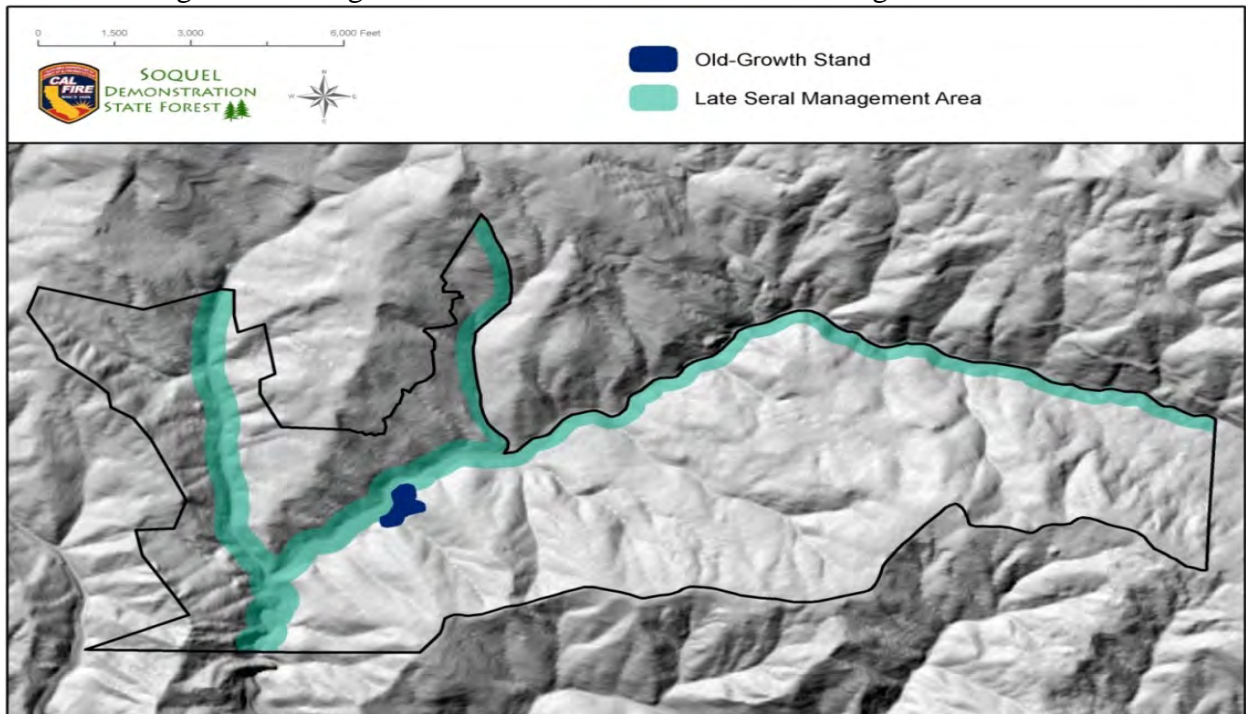 0 1,500 3,000 6,000 Feet
CAL
FIRE
SOQUEL
DEMONSTRATION
STATE FOREST
N
W E
S
Old-Growth Stand
Late Seral Management Area